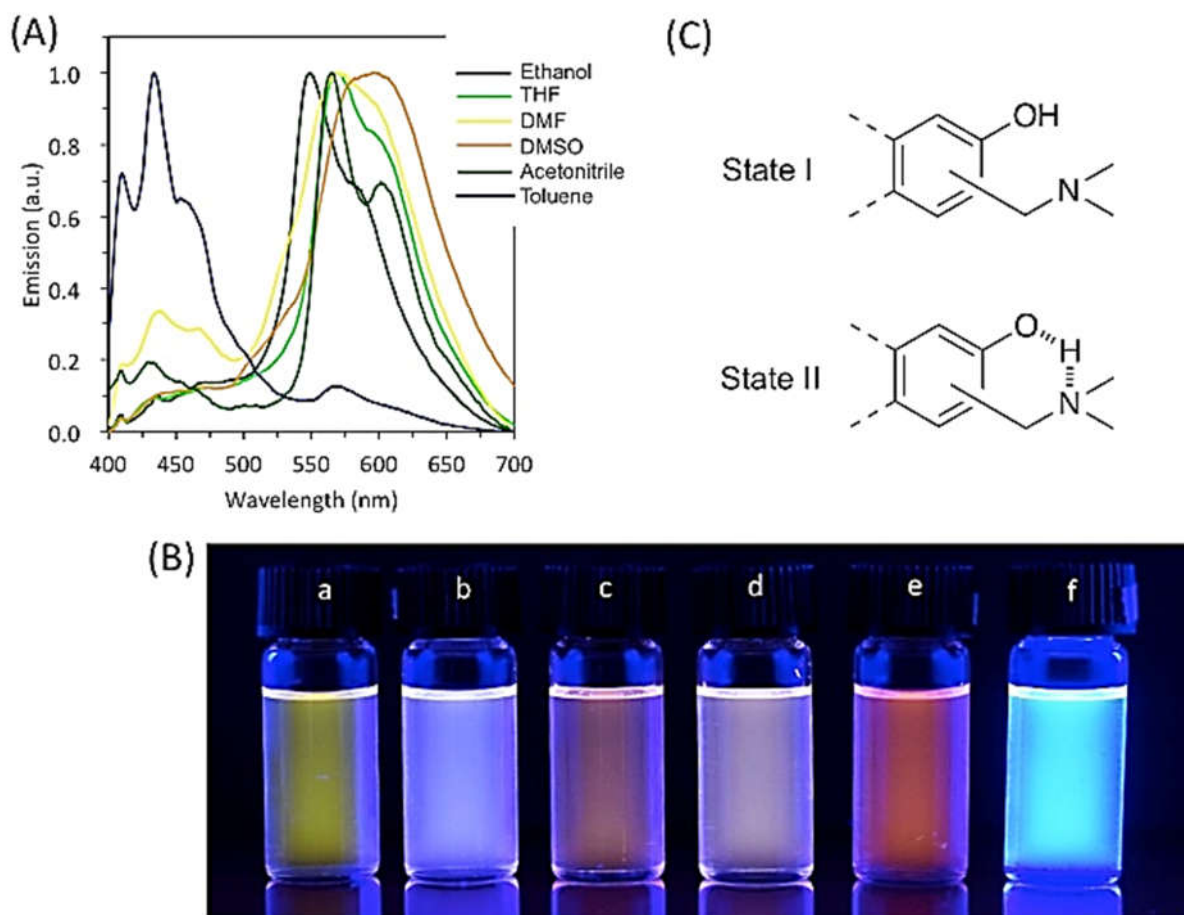 (A)
1.0
0.8
0.6
0.4
0.2
0.0
Emission (a.u.)
400 450 500 550 600 650 700
Wavelength (nm)
Ethanol
THF
DMF
DMSO
Acetonitrile
Toluene
(C)
State I
OH
N
State II
O
H
N
(B)
a b c d e f